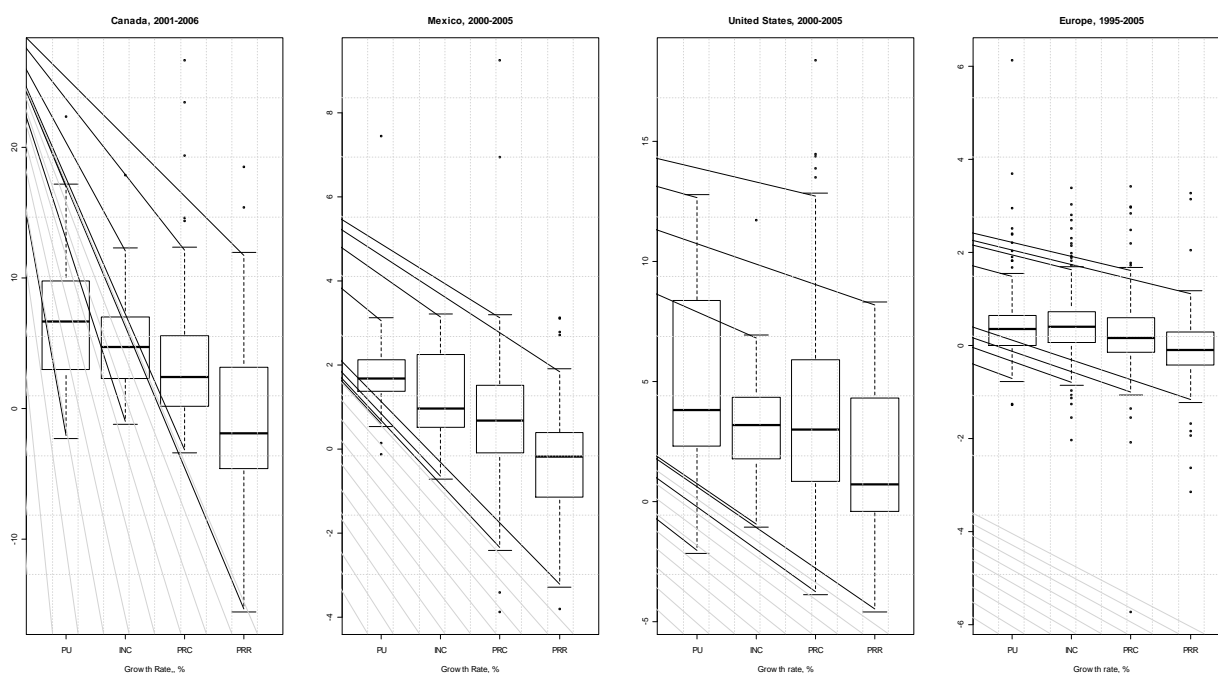 Canada, 2001-2006
20
10
0
-10
PU INC PRC PRR
Growth Rate,, %
Mexico, 2000-2005
8
6
4
2
0
-2
-4
PU INC PRC PRR
Growth Rate, %
United States, 2000-2005
15
10
5
0
-5
PU INC PRC PRR
Growth rate, %
Europe, 1995-2005
6
4
2
0
-2
-4
-6
PU INC PRC PRR
Growth rate, %